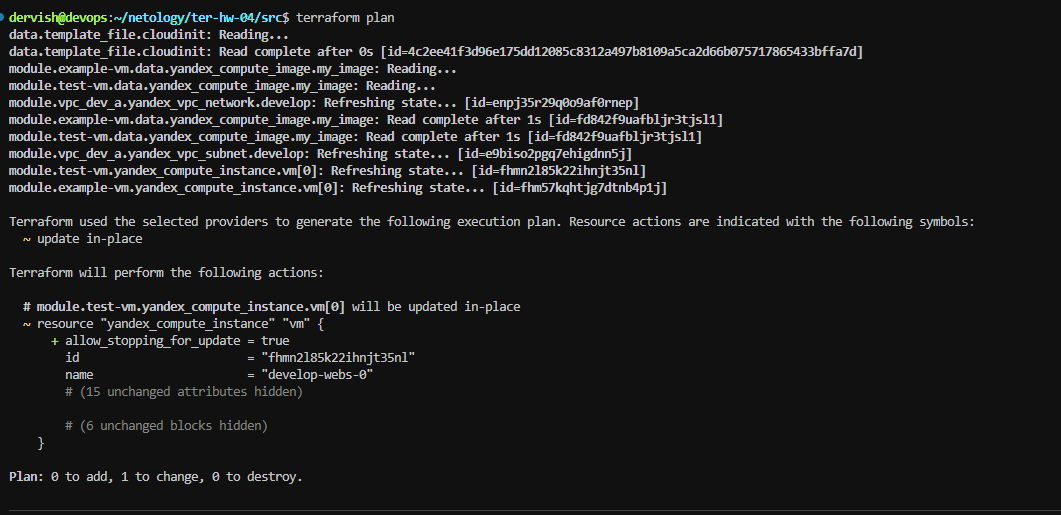 dervish@devops:~/netology/ter-hw-04/src$ terraform plan
data.template_file.cloudinit: Reading...
data.template_file.cloudinit: Read complete after 0s [id=4c2ee41f3d96e175dd12085c8312a497b8109a5ca2d66b075717865433bffa7d]
module.example-vm.data.yandex_compute_image.my_image: Reading...
module.test-vm.data.yandex_compute_image.my_image: Reading...
module.vpc_dev_a.yandex_vpc_network.develop: Refreshing state... [id=enpj35r29q0o9af0rnep]
module.example-vm.data.yandex_compute_image.my_image: Read complete after 1s [id=fd842f9uafbljr3tjsl1]
module.test-vm.data.yandex_compute_image.my_image: Read complete after 1s [id=fd842f9uafbljr3tjsl1]
module.vpc_dev_a.yandex_vpc_subnet.develop: Refreshing state... [id=e9biso2pgq7ehigdnn5j]
module.test-vm.yandex_compute_instance.vm[0]: Refreshing state... [id=fhmn2l85k22ihnjt35nl]
module.example-vm.yandex_compute_instance.vm[0]: Refreshing state... [id=fhm57kqhtjg7dtnb4p1j]

Terraform used the selected providers to generate the following execution plan. Resource actions are indicated with the following symbols:
  ~ update in-place

Terraform will perform the following actions:

  # module.test-vm.yandex_compute_instance.vm[0] will be updated in-place
  ~ resource "yandex_compute_instance" "vm" {
      + allow_stopping_for_update = true
        id                        = "fhmn2l85k22ihnjt35nl"
        name                      = "develop-webs-0"
        # (15 unchanged attributes hidden)

        # (6 unchanged blocks hidden)
    }

Plan: 0 to add, 1 to change, 0 to destroy.